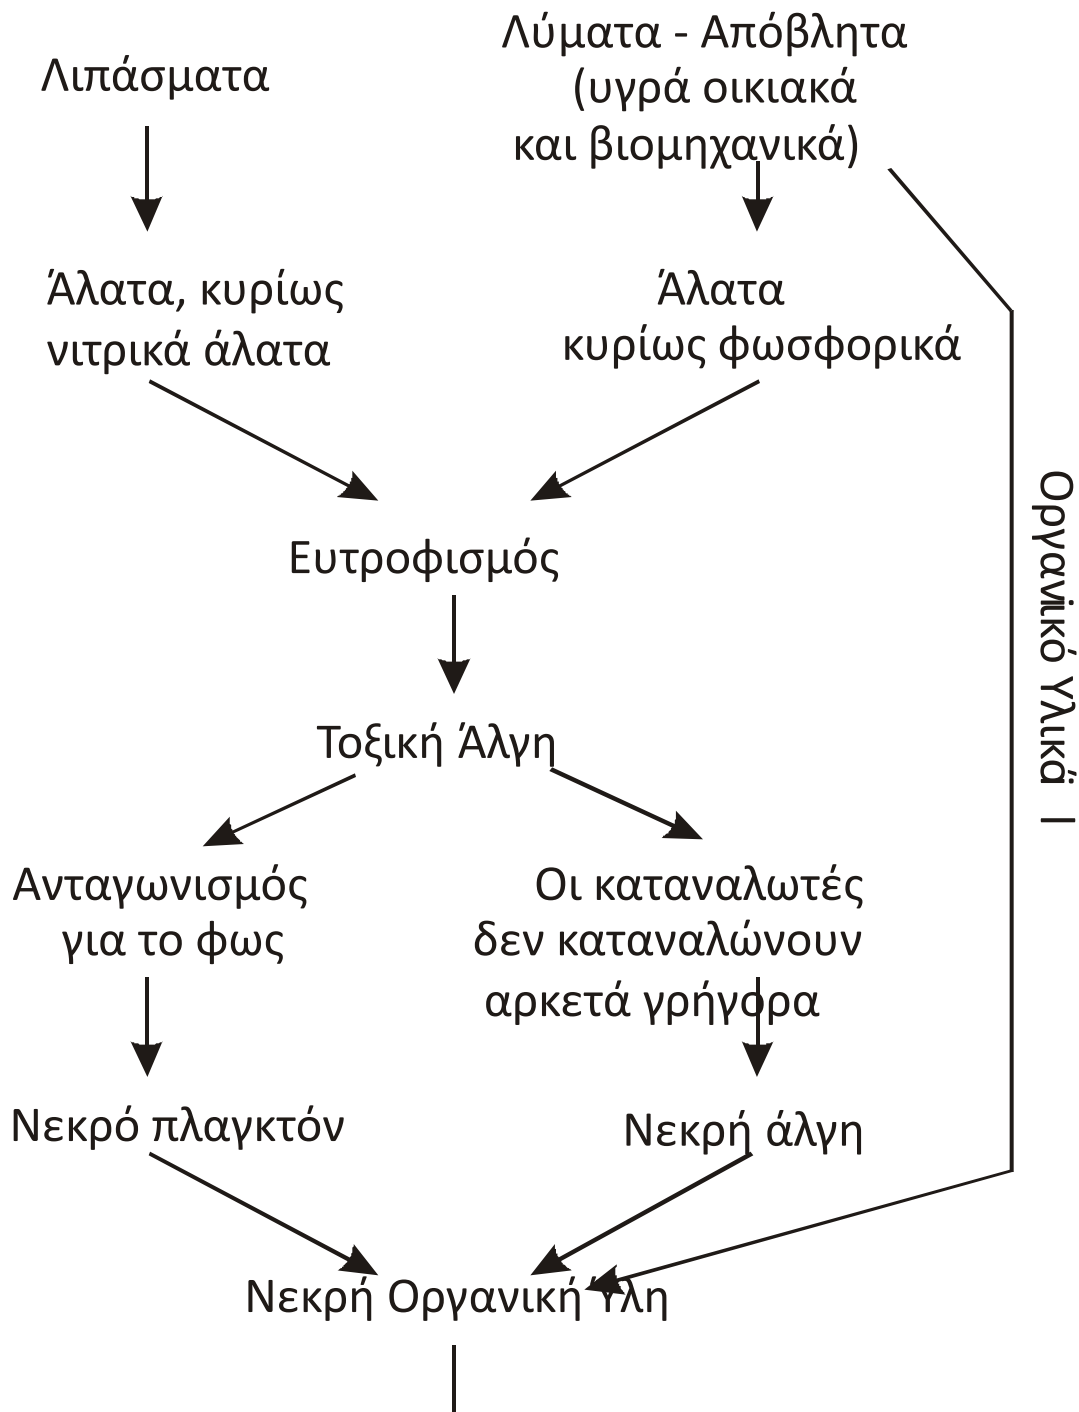 Λιπάσματα
Λύματα - Απόβλητα
(υγρά οικιακά
και βιομηχανικά)
Άλατα, κυρίως
νιτρικά άλατα
Άλατα
κυρίως φωσφορικά
Ευτροφισμός
Τοξική Άλγη
Ανταγωνισμός
για το φως
Οι καταναλωτές
δεν καταναλώνουν
αρκετά γρήγορα
Νεκρό πλαγκτόν
Νεκρή άλγη
Νεκρή Οργανική Ύλη
Υλικά